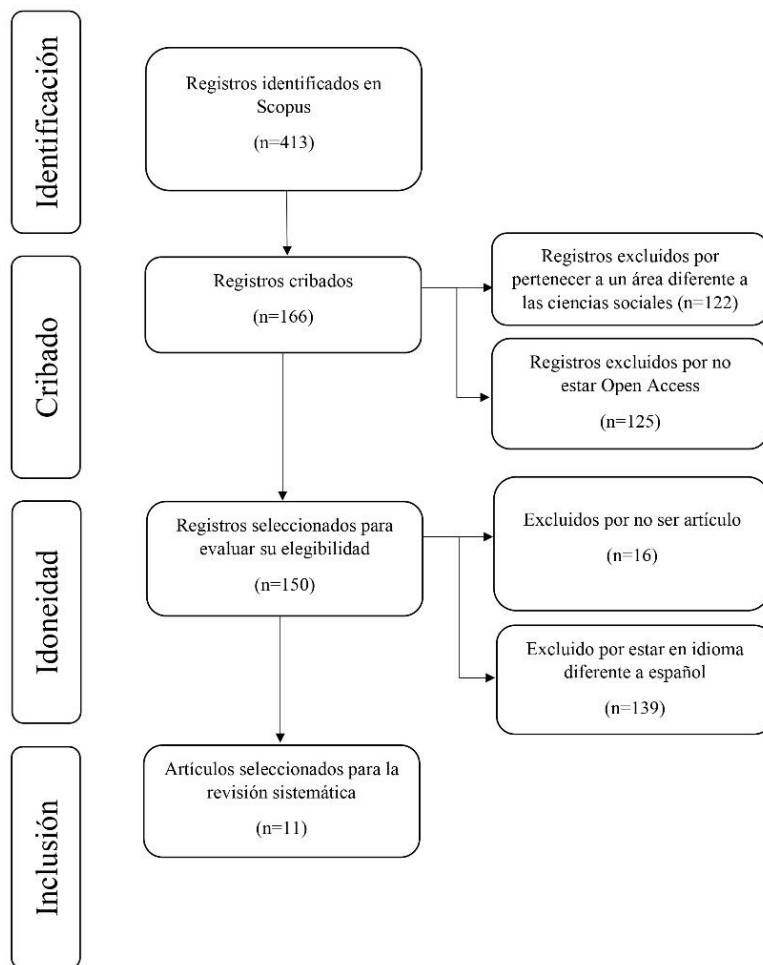 Identificación
Registros identificados en
Scopus
(n=413)
Cribado
Registros cribados
(n=166)
Registros excluidos por
pertenecer a un área diferente a
las ciencias sociales (n=122)
Registros excluidos por no
estar Open Access
(n=125)
Idoneidad
Registros seleccionados para
evaluar su elegibilidad
(n=150)
Excluidos por no ser artículo
(n=16)
Excluido por estar en idioma
diferente a español
(n=139)
Inclusión
Artículos seleccionados para la
revisión sistemática
(n=11)